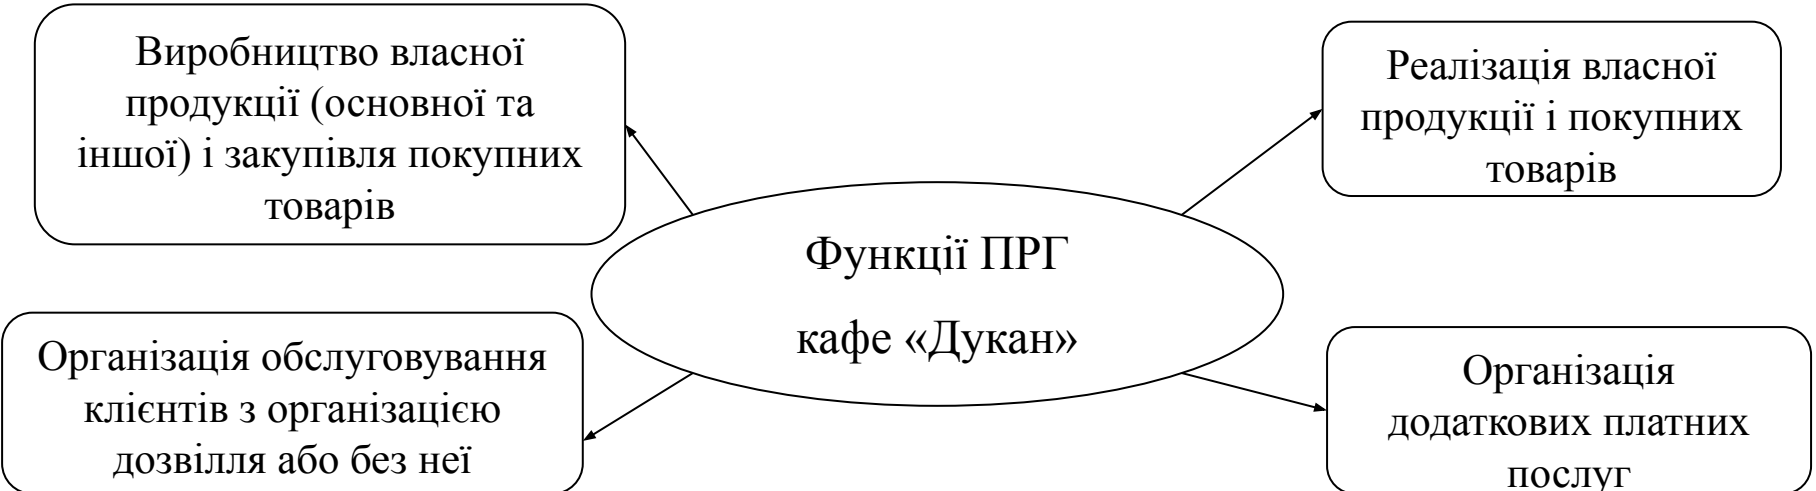 Виробництво власної
продукції (основної та
іншої) і закупівля покупних
товарів
Реалізація власної
продукції і покупних
товарів
Функції ПРГ
кафе «Дукан»
Організація обслуговування
клієнтів з організацією
дозвілля або без неї
Організація
додаткових платних
послуг